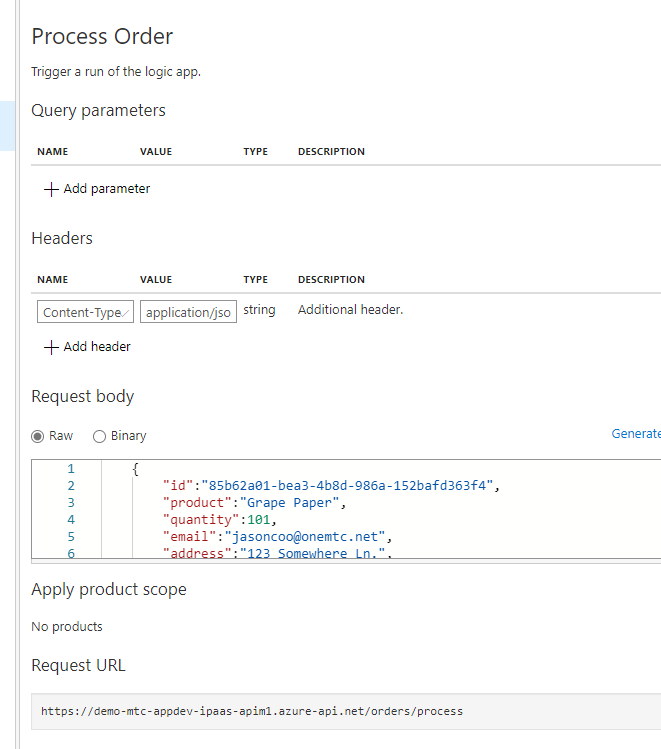 Process Order
Trigger a run of the logic app.
Query parameters
NAME VALUE TYPE DESCRIPTION
Add parameter
Headers
NAME VALUE TYPE DESCRIPTION
Content-Type application/jso string Additional header.
Add header
Request body
Raw Binary Generate
1 {
2 "id":"85b62a01-bea3-4b8d-986a-152bafd363f4",
3 "product":"Grape Paper",
4 "quantity":101,
5 "email":"jasoncoo@onemtc.net",
6 "address":"123 Somewhere Ln.",
Apply product scope
No products
Request URL
https://demo-mtc-appdev-ipaas-apim1.azure-api.net/orders/process